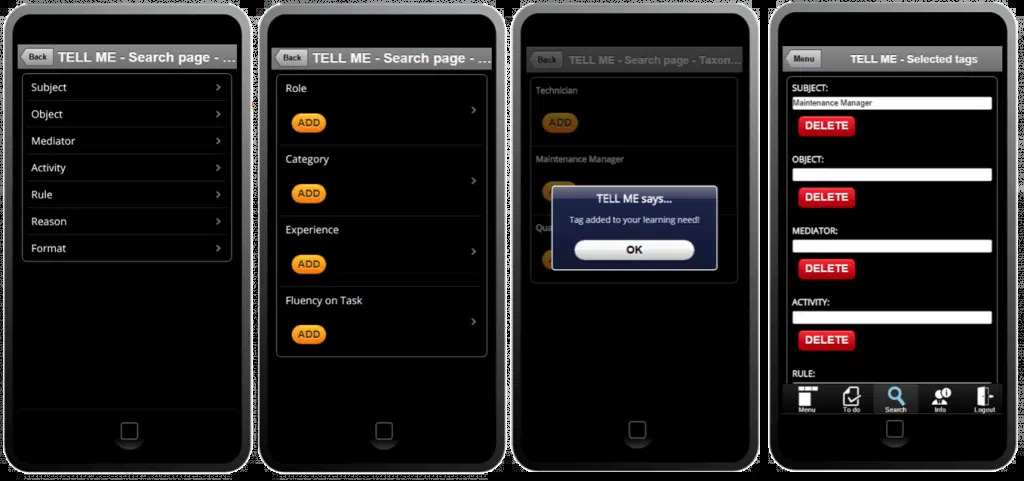 Back
TELL ME - Search page - ...
Subject
Object
Mediator
Activity
Rule
Reason
Format
Back
TELL ME - Search page - ...
Role
ADD
Category
ADD
Experience
ADD
Fluency on Task
ADD
Back
TELL ME - Search page - Taxon...
Technician
ADD
Maintenance Manager
TELL ME says...
Tag added to your learning need!
OK
Qua
Menu
TELL ME - Selected tags
SUBJECT:
Maintenance Manager
DELETE
OBJECT:
DELETE
MEDIATOR:
DELETE
ACTIVITY:
DELETE
RULE:
Menu
To do
Search
Info
Logout